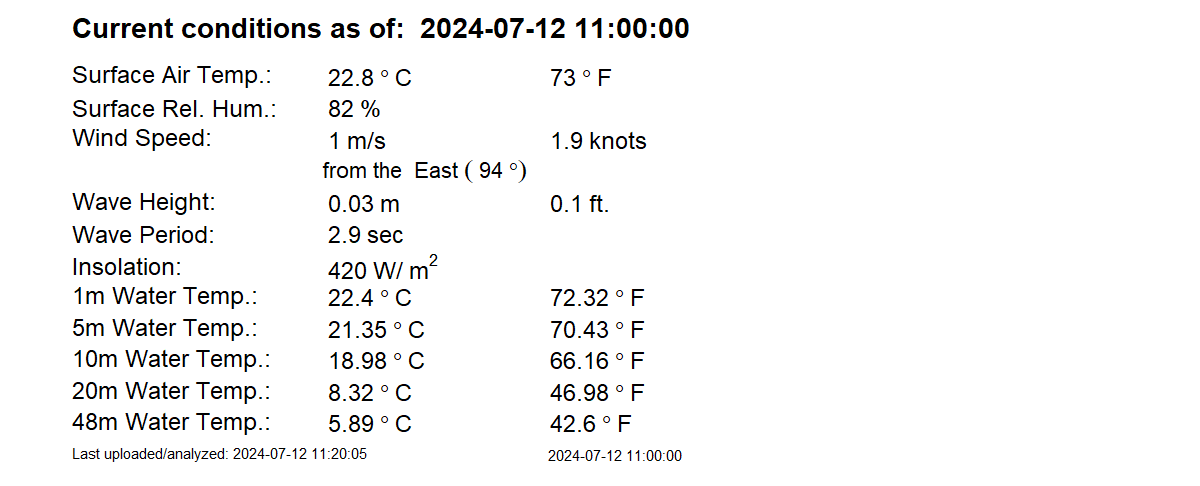 Current conditions as of:  2024-07-12 11:00:00
Surface Air Temp.: 22.8 ° C 73 ° F
Surface Rel. Hum.: 82 %
Wind Speed: 1 m/s 1.9 knots
from the  East ( 94 °)
Wave Height: 0.03 m 0.1 ft.
Wave Period: 2.9 sec
Insolation: 420 W/ m²
1m Water Temp.: 22.4 ° C 72.32 ° F
5m Water Temp.: 21.35 ° C 70.43 ° F
10m Water Temp.: 18.98 ° C 66.16 ° F
20m Water Temp.: 8.32 ° C 46.98 ° F
48m Water Temp.: 5.89 ° C 42.6 ° F
Last uploaded/analyzed: 2024-07-12 11:20:05 2024-07-12 11:00:00